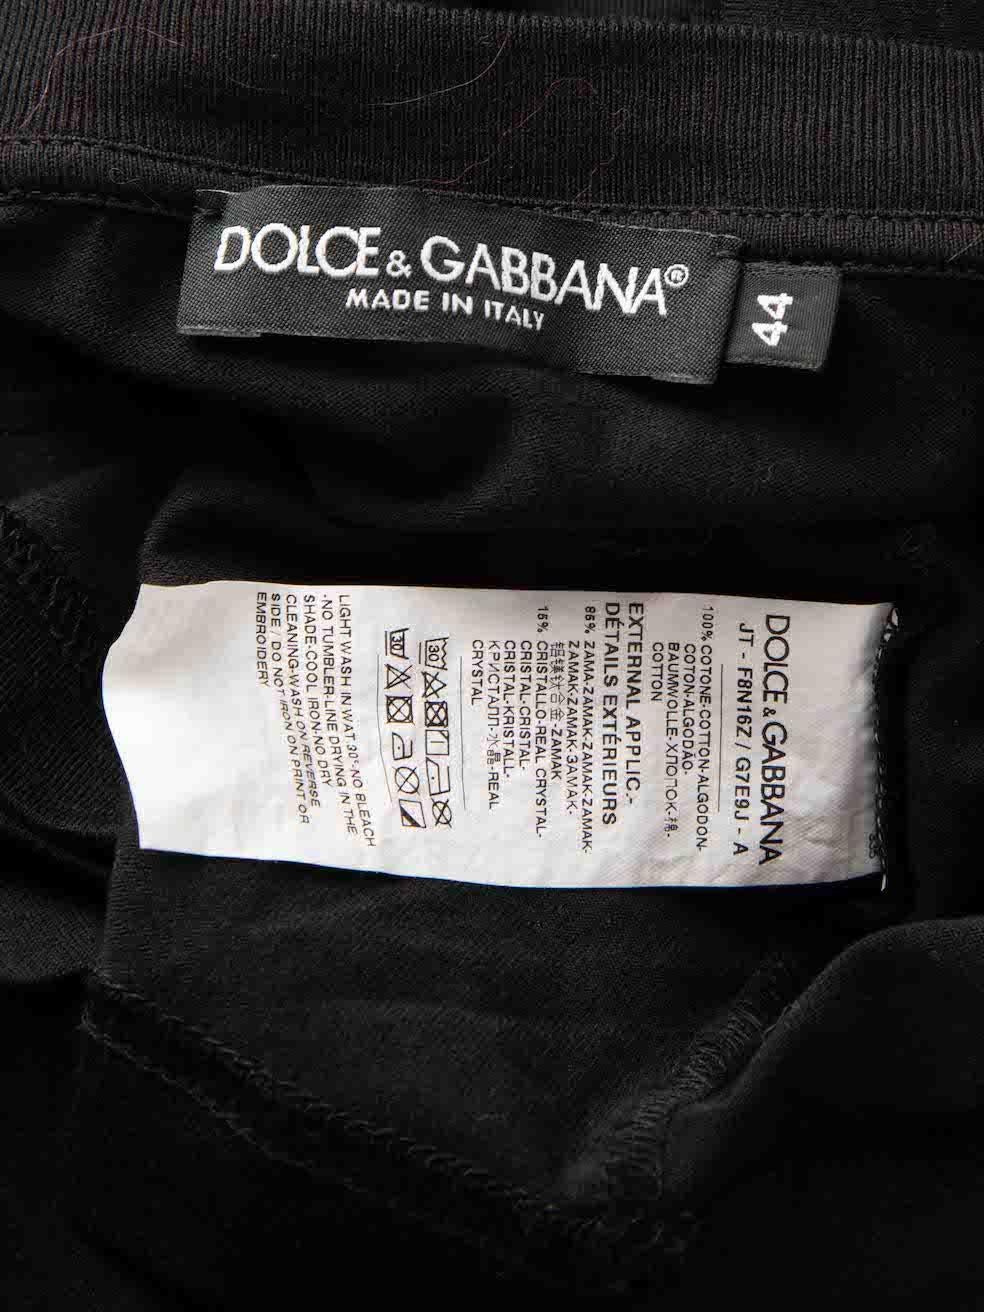 DOLCE & GABBANA®
MADE IN ITALY
44
DOLCE & GABBANA
JT - F8N16Z / G7E9J - A
100% COTONE-COTTON-ALGODON-
COTON-ALGODÃO-
BAUMWOLLE-ХЛОПОК-棉-
COTTON
EXTERNAL APPLIC.-
DÉTAILS EXTÉRIEURS
85% ZAMA-ZAMAK-ZAMAK-ZAMAK-
ZAMAK-ZAMAK-ЗАМАК-
铝镁锌合金-ZAMAK
15% CRISTALLO-REAL CRYSTAL-
CRISTAL-CRISTAL-
CRISTAL-KRISTALL-
КРИСТАЛЛ-水晶-REAL
CRYSTAL
30
30
LIGHT WASH IN WAT 30°-NO BLEACH
-NO TUMBLER-LINE DRYING IN THE
SHADE-COOL IRON-NO DRY
CLEANING-WASH ON REVERSE
SIDE / DO NOT IRON ON PRINT OR
EMBROIDERY